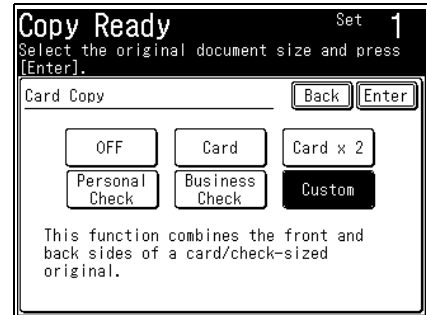 Copy Ready Set 1
Select the original document size and press
[Enter].
Card Copy Back Enter
OFF Card Card × 2
Personal Check Business Check Custom
This function combines the front and
back sides of a card/check-sized
original.